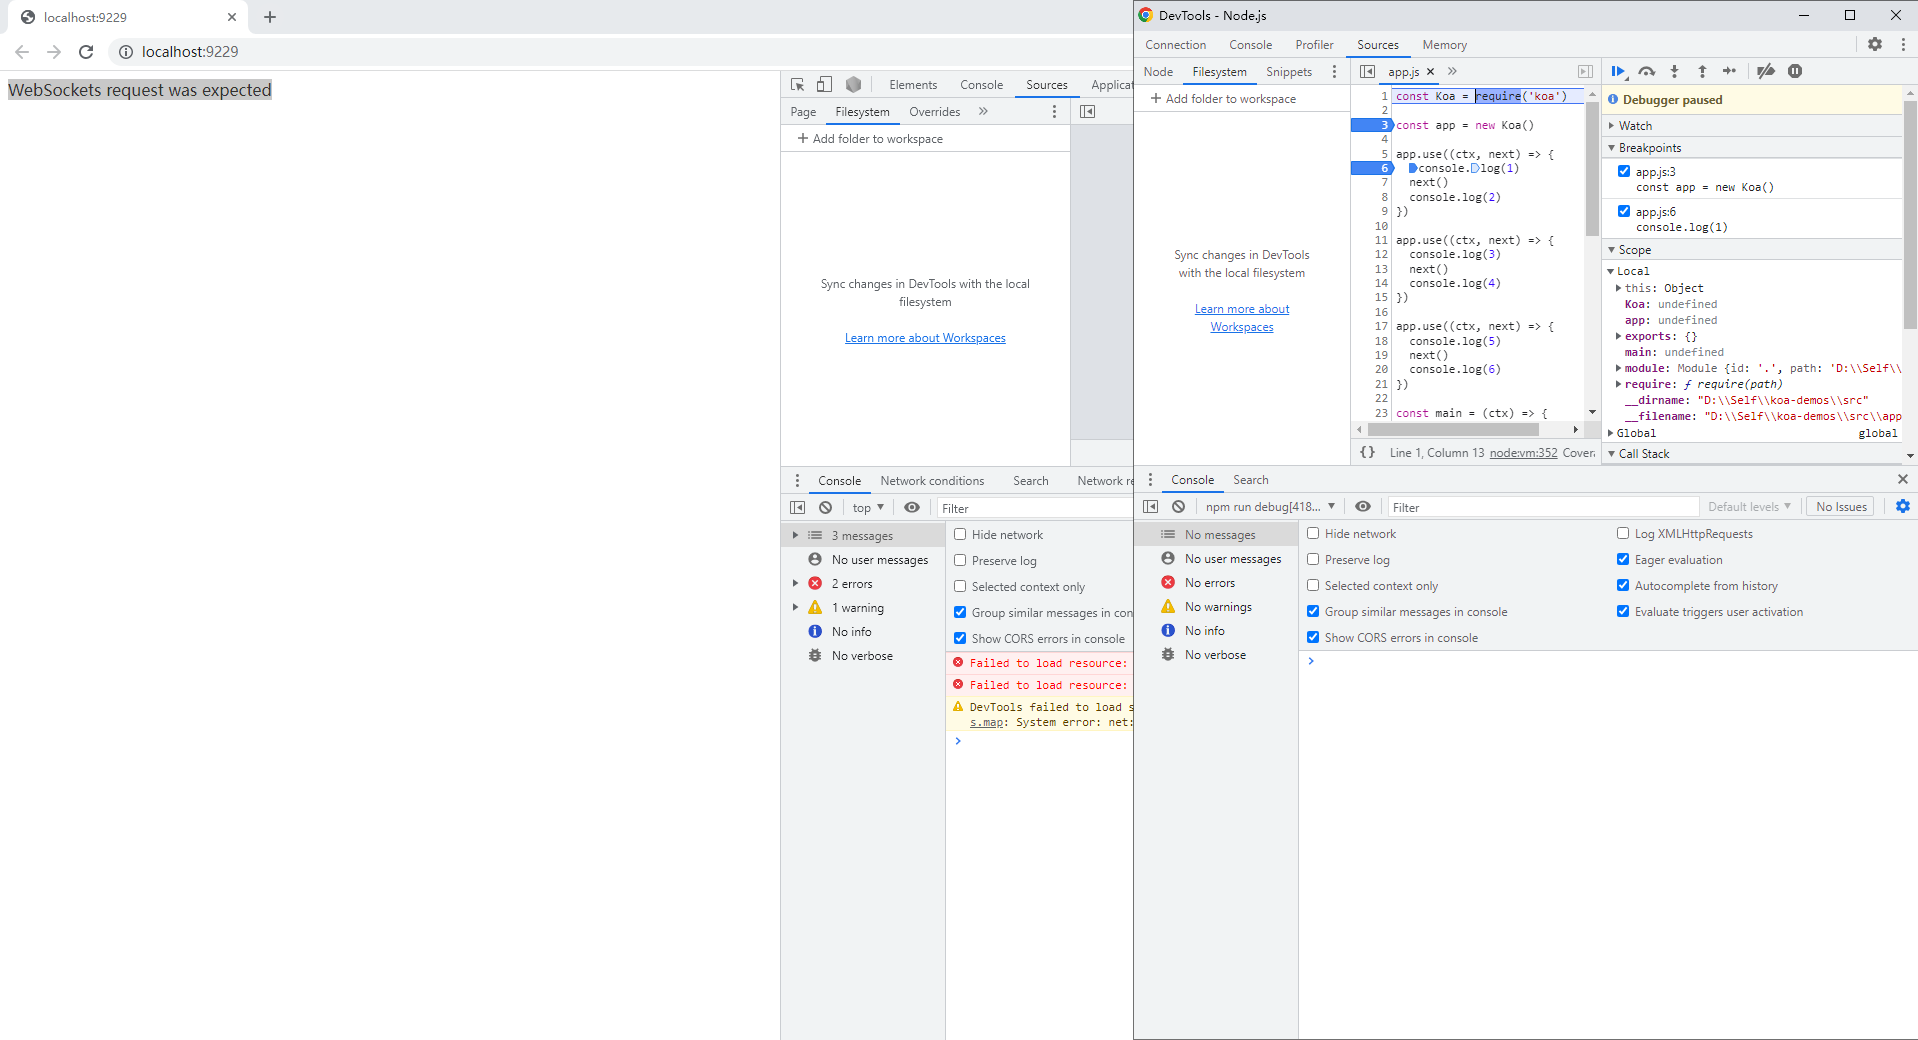 localhost:9229
localhost:9229
WebSockets request was expected
Elements Console Sources Applica
Page Filesystem Overrides
Add folder to workspace
Sync changes in DevTools with the local
filesystem
Learn more about Workspaces
Console Network conditions Search Network re
top Filter
3 messages
No user messages
2 errors
1 warning
No info
No verbose
Hide network
Preserve log
Selected context only
Group similar messages in con
Show CORS errors in console
Failed to load resource:
Failed to load resource:
DevTools failed to load s
s.map: System error: net:
DevTools - Node.js
Connection Console Profiler Sources Memory
Node Filesystem Snippets
Add folder to workspace
Sync changes in DevTools
with the local filesystem
Learn more about
Workspaces
app.js
1 const Koa = require('koa')
2
3 const app = new Koa()
4
5 app.use((ctx, next) => {
6 console.log(1)
7 next()
8 console.log(2)
9 })
10
11 app.use((ctx, next) => {
12 console.log(3)
13 next()
14 console.log(4)
15 })
16
17 app.use((ctx, next) => {
18 console.log(5)
19 next()
20 console.log(6)
21 })
22
23 const main = (ctx) => {
{} Line 1, Column 13 node:vm:352 Covera
Debugger paused
Watch
Breakpoints
app.js:3
const app = new Koa()
app.js:6
console.log(1)
Scope
Local
this: Object
Koa: undefined
app: undefined
exports: {}
main: undefined
module: Module {id: '.', path: 'D:\\Self\\
require: ƒ require(path)
__dirname: "D:\\Self\\koa-demos\\src"
__filename: "D:\\Self\\koa-demos\\src\\app
Global global
Call Stack
Console Search
npm run debug[418... Filter Default levels No Issues
No messages
No user messages
No errors
No warnings
No info
No verbose
Hide network
Preserve log
Selected context only
Group similar messages in console
Show CORS errors in console
Log XMLHttpRequests
Eager evaluation
Autocomplete from history
Evaluate triggers user activation